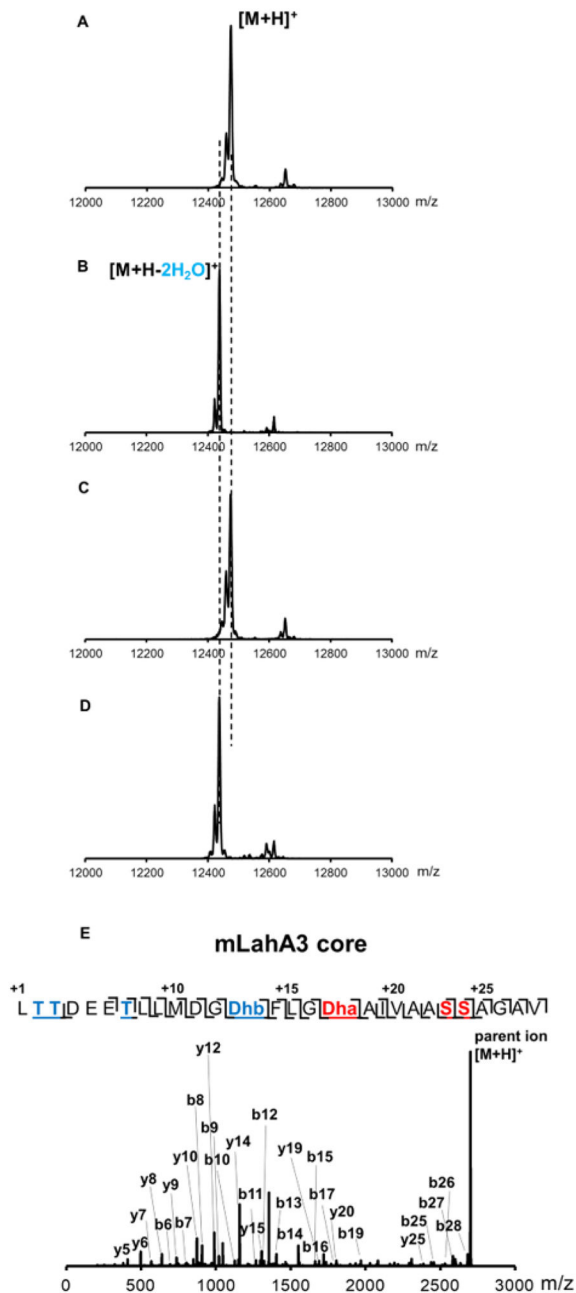 A
[M+H]+
12000 12200 12400 12600 12800 13000 m/z
B
[M+H-2H₂O]+
12000 12200 12400 12600 12800 13000 m/z
C
12000 12200 12400 12600 12800 13000 m/z
D
12000 12200 12400 12600 12800 13000 m/z
E
mLahA3 core
+1 +10 +15 +20 +25
L T T D E E T L L M D G Dhb F L G Dha A I V A A S S A G A V
y12
parent ion
[M+H]+
b8
b12
b9
y14
y19
b15
y10
b10
b26
y8
y9
b11
b13
b17
y20
b27
y7
b6
b7
b25
y5
y6
y15
b14
b16
b19
y25
b28
0 500 1000 1500 2000 2500 3000
m/z